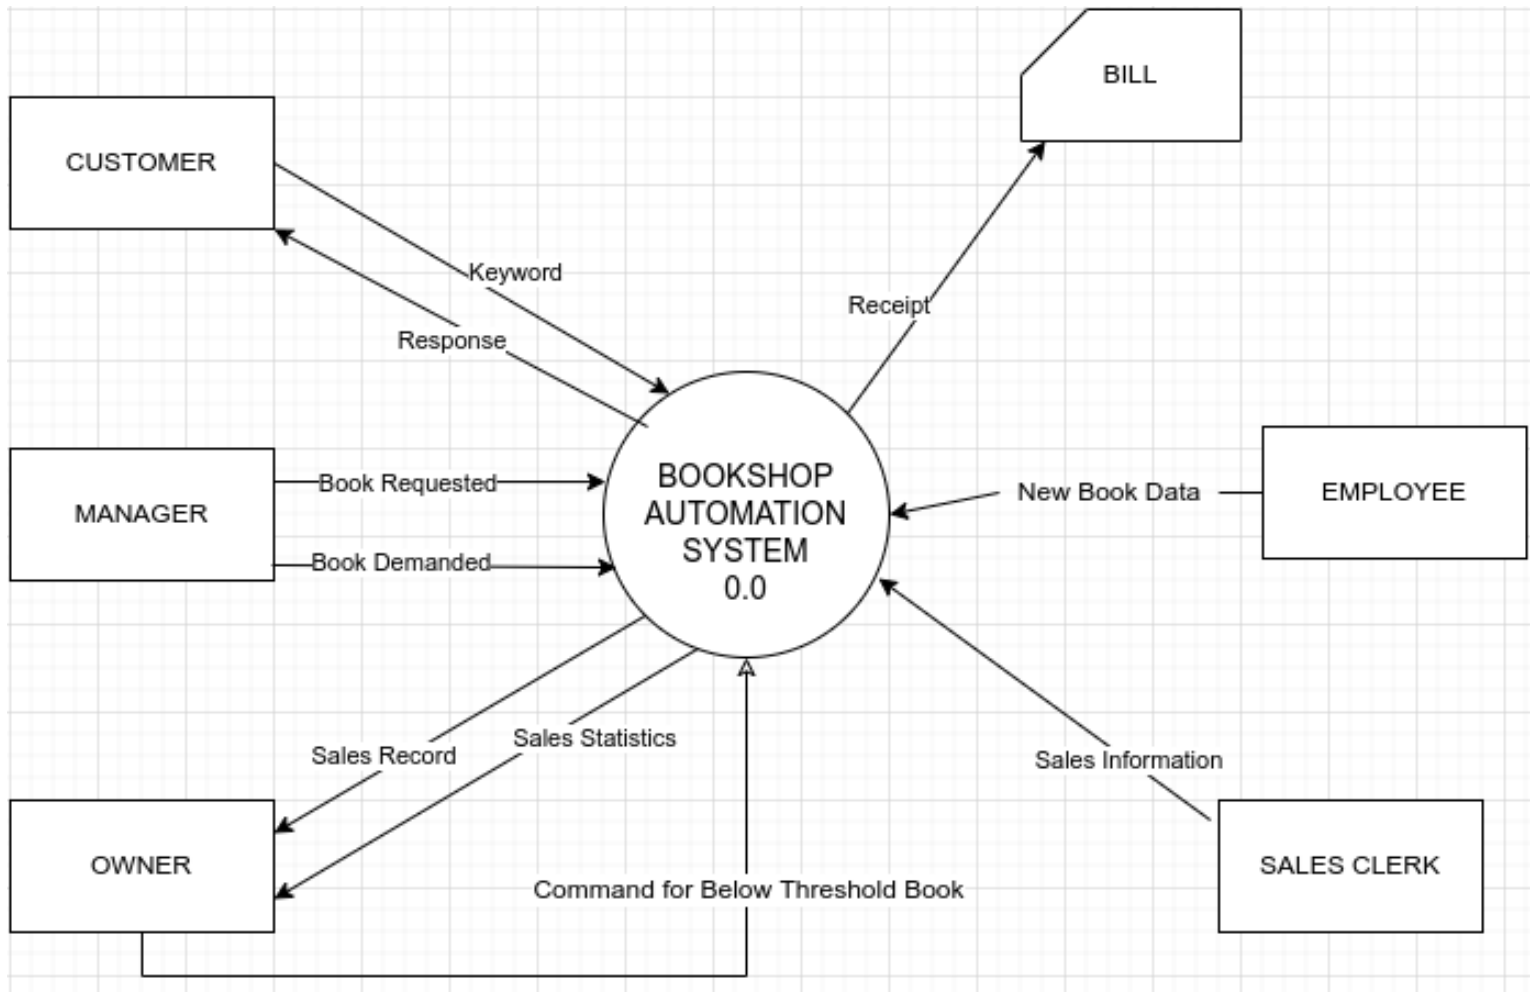 BILL
CUSTOMER
Keyword
Receipt
Response
BOOKSHOP
AUTOMATION
SYSTEM
0.0
MANAGER
Book Requested
Book Demanded
New Book Data
EMPLOYEE
Sales Record
Sales Statistics
Sales Information
OWNER
Command for Below Threshold Book
SALES CLERK